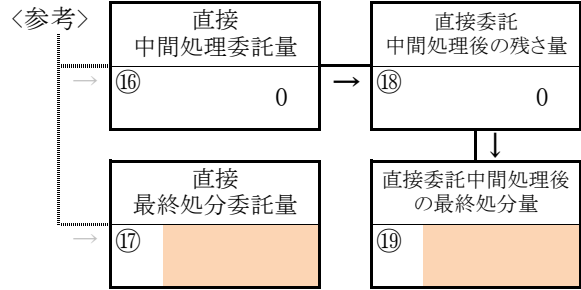 〈参考〉
直接
中間処理委託量
⑯
0
→
→
直接委託
中間処理後の残さ量
⑱
0
↓
直接
最終処分委託量
→
⑰
直接委託中間処理後
の最終処分量
⑲